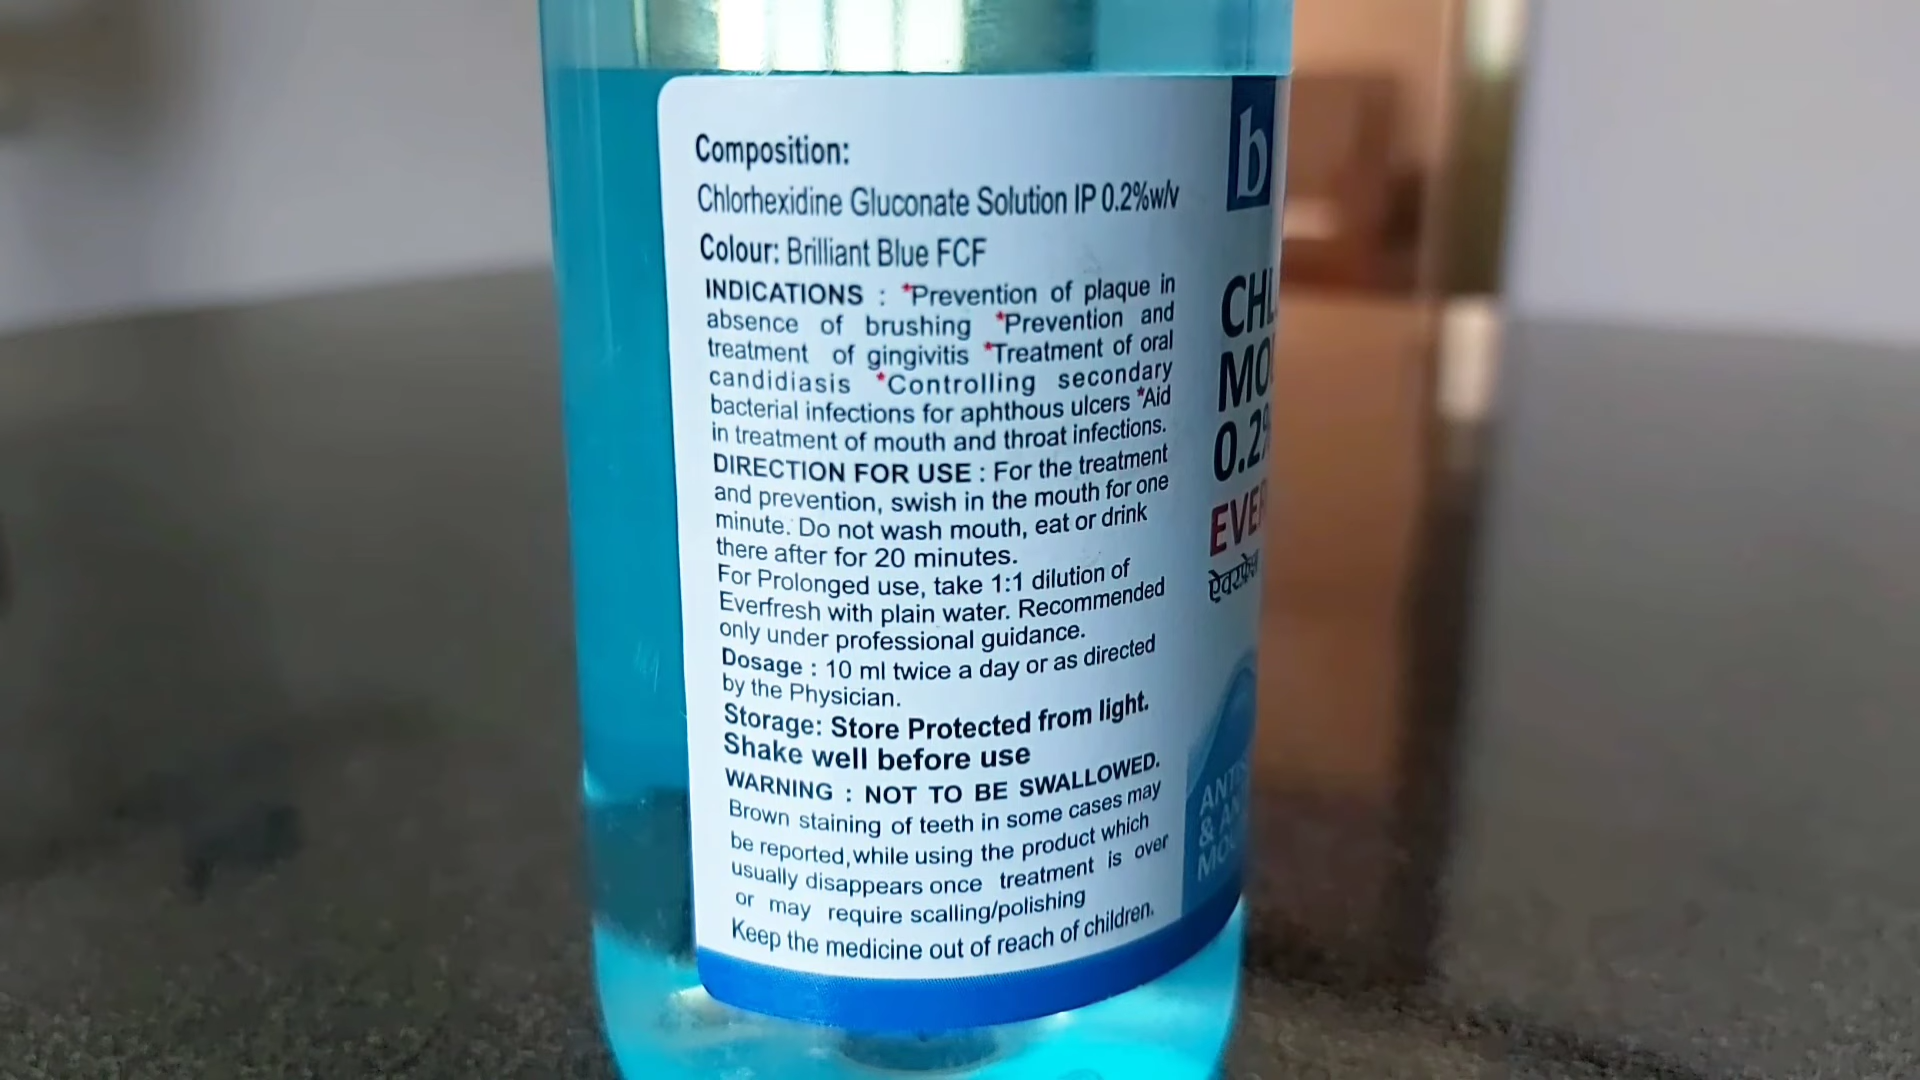 Composition:
Chlorhexidine Gluconate Solution IP 0.2%w/v
Colour: Brilliant Blue FCF
INDICATIONS : *Prevention of plaque in
absence of brushing *Prevention and
treatment of gingivitis *Treatment of oral
candidiasis *Controlling secondary
bacterial infections for aphthous ulcers *Aid
in treatment of mouth and throat infections.
DIRECTION FOR USE : For the treatment
and prevention, swish in the mouth for one
minute. Do not wash mouth, eat or drink
there after for 20 minutes.
For Prolonged use, take 1:1 dilution of
Everfresh with plain water. Recommended
only under professional guidance.
Dosage : 10 ml twice a day or as directed
by the Physician.
Storage: Store Protected from light.
Shake well before use
WARNING : NOT TO BE SWALLOWED.
Brown staining of teeth in some cases may
be reported, while using the product which
usually disappears once treatment is over
or may require scalling/polishing
Keep the medicine out of reach of children.
b
0.2%
&